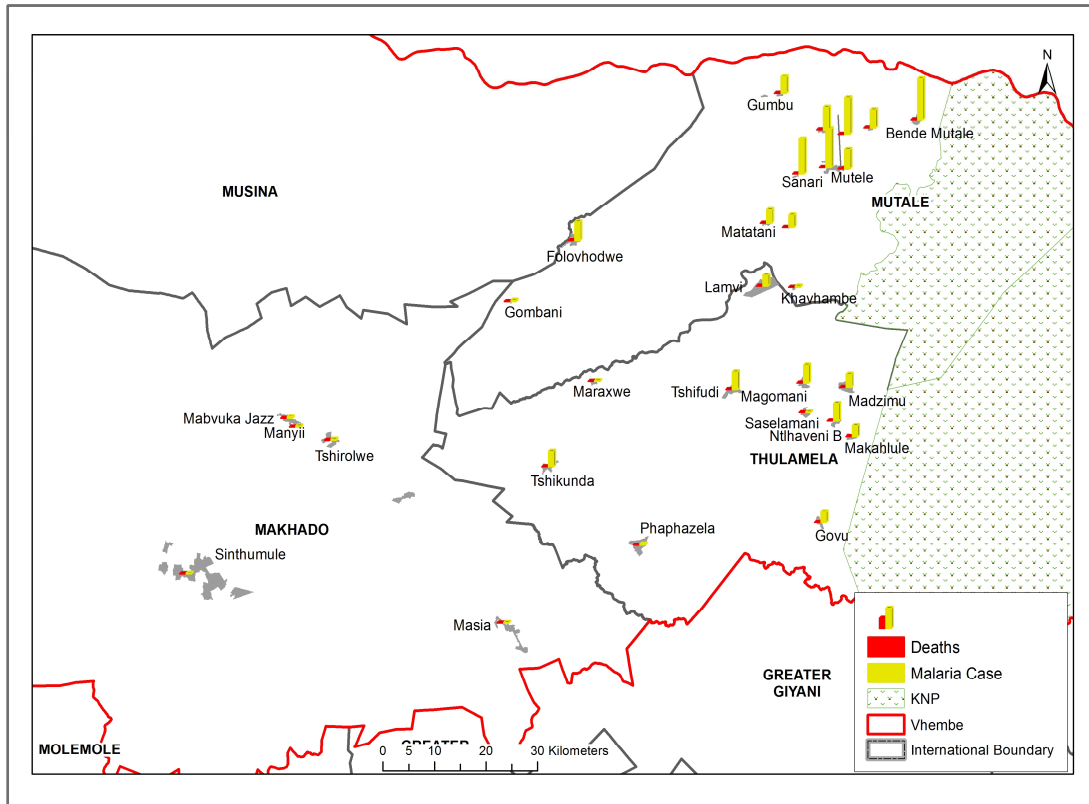 N
Gumbu
Bende Mutale
Sanari
Mutele
MUSINA
MUTALE
Matatani
Folovhodwe
Lamvi
Khavhambe
Gombani
Maraxwe
Tshifudi
Magomani
Madzimu
Mabvuka Jazz
Manyii
Saselamani
Ntlhaveni B
Makahlule
Tshirolwe
THULAMELA
Tshikunda
MAKHADO
Phaphazela
Govu
Sinthumule
Masia
Deaths
Malaria Case
KNP
Vhembe
International Boundary
GREATER
GIYANI
MOLEMOLE
GREATER
0 5 10 20 30 Kilometers